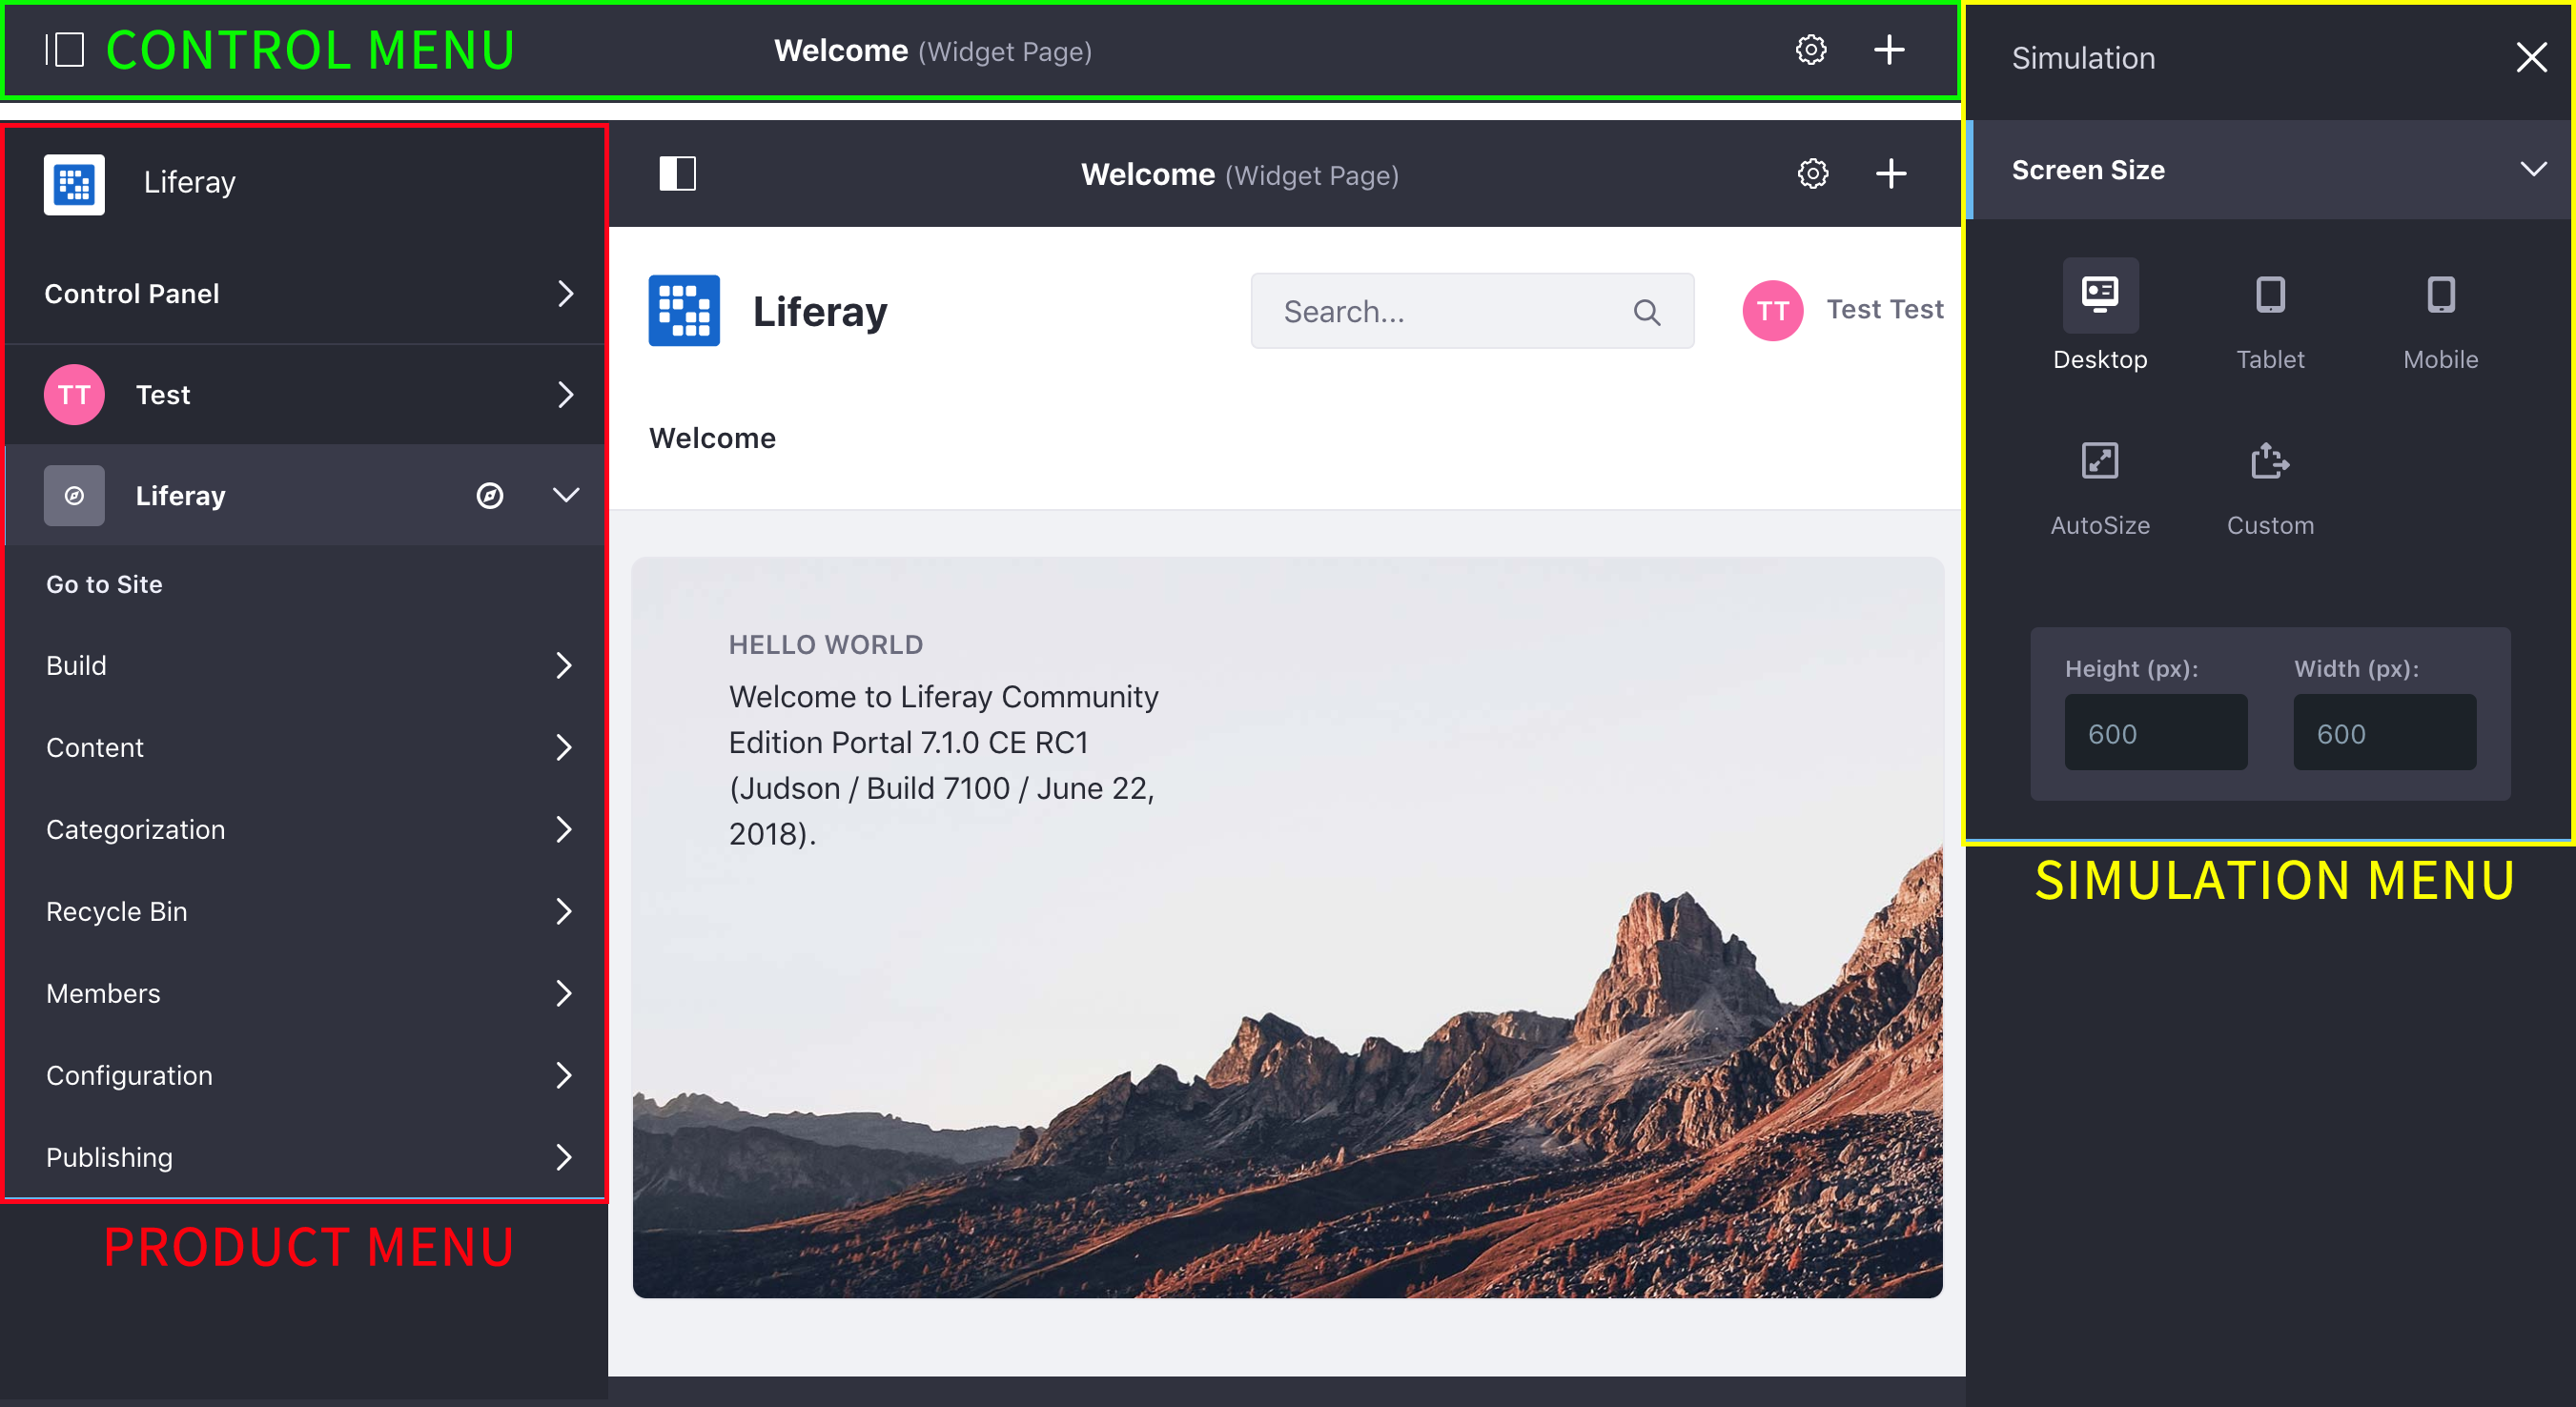 CONTROL MENU
Welcome (Widget Page)
Liferay
Control Panel
TT Test
Liferay
Go to Site
Build
Content
Categorization
Recycle Bin
Members
Configuration
Publishing
PRODUCT MENU
Welcome (Widget Page)
Liferay
Search...
TT Test Test
Welcome
HELLO WORLD
Welcome to Liferay Community
Edition Portal 7.1.0 CE RC1
(Judson / Build 7100 / June 22,
2018).
Simulation
Screen Size
Desktop Tablet Mobile
AutoSize Custom
Height (px): Width (px):
600 600
SIMULATION MENU